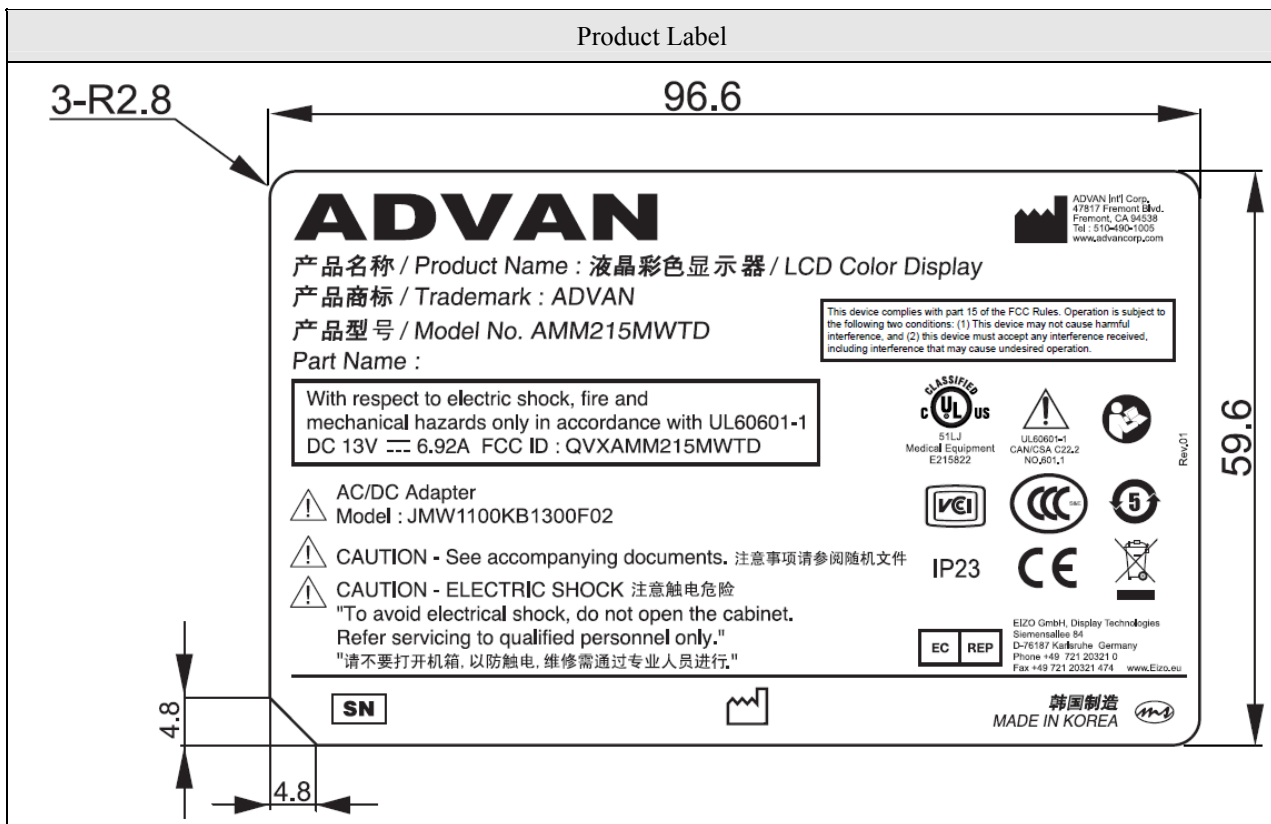 Product Label
3-R2.8
96.6
ADVAN
ADVAN Int'l Corp.
47817 Fremont Blvd.
Fremont, CA 94538
Tel : 510-490-1005
www.advancorp.com
产品名称 / Product Name : 液晶彩色显示器 / LCD Color Display
产品商标 / Trademark : ADVAN
产品型号 / Model No. AMM215MWTD
Part Name :
This device complies with part 15 of the FCC Rules. Operation is subject to
the following two conditions: (1) This device may not cause harmful
interference, and (2) this device must accept any interference received,
including interference that may cause undesired operation.
With respect to electric shock, fire and
mechanical hazards only in accordance with UL60601-1
DC 13V ⎓ 6.92A FCC ID : QVXAMM215MWTD
CLASSIFIED
C UL US
51LJ
Medical Equipment
E215822
UL60601-1
CAN/CSA C22.2
NO.601.1
Rev.01
59.6
AC/DC Adapter
Model : JMW1100KB1300F02
VCI
CCC S&E
5
CAUTION - See accompanying documents. 注意事项请参阅随机文件
IP23
CE
CAUTION - ELECTRIC SHOCK 注意触电危险
"To avoid electrical shock, do not open the cabinet.
Refer servicing to qualified personnel only."
"请不要打开机箱, 以防触电, 维修需通过专业人员进行."
EC REP
EIZO GmbH, Display Technologies
Siemensallee 84
D-76187 Karlsruhe Germany
Phone +49 721 20321 0
Fax +49 721 20321 474 www.Eizo.eu
4.8
SN
韩国制造
MADE IN KOREA
4.8